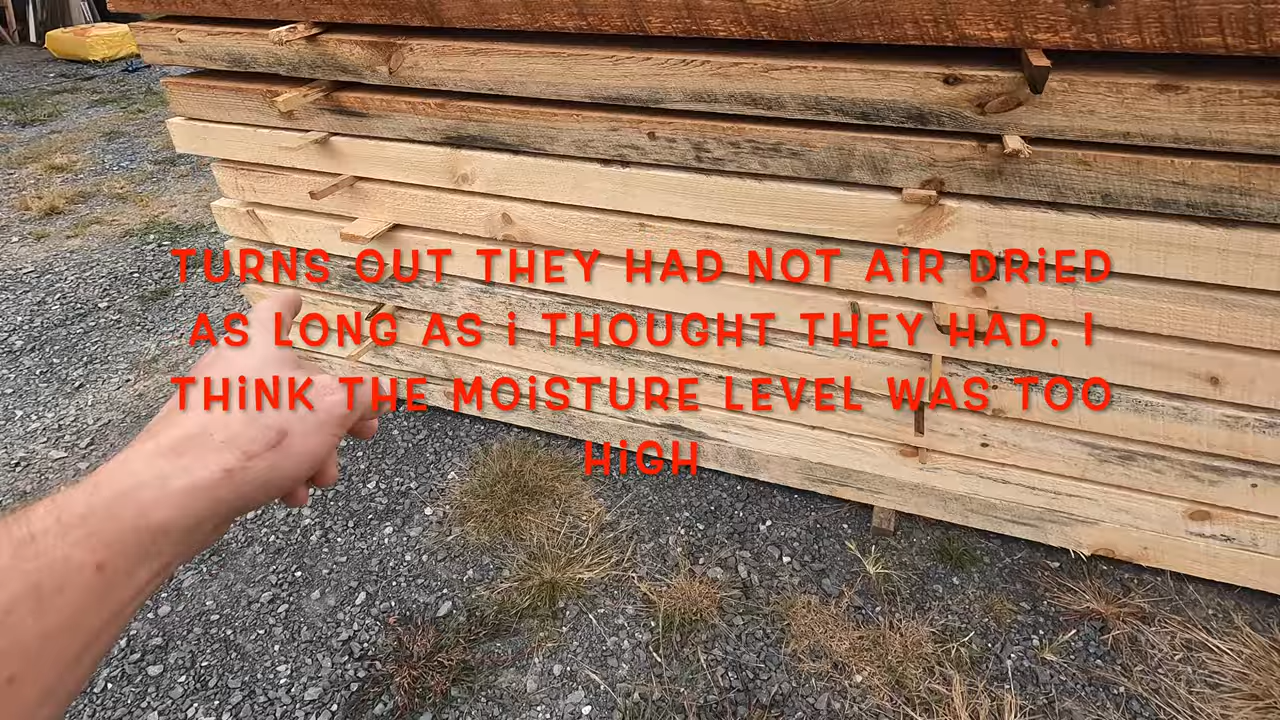 TURNS OUT THEY HAD NOT AiR DRiED
AS LONG AS i THOUGHT THEY HAD. I
THiNK THE MOiSTURE LEVEL WAS TOO
HiGH